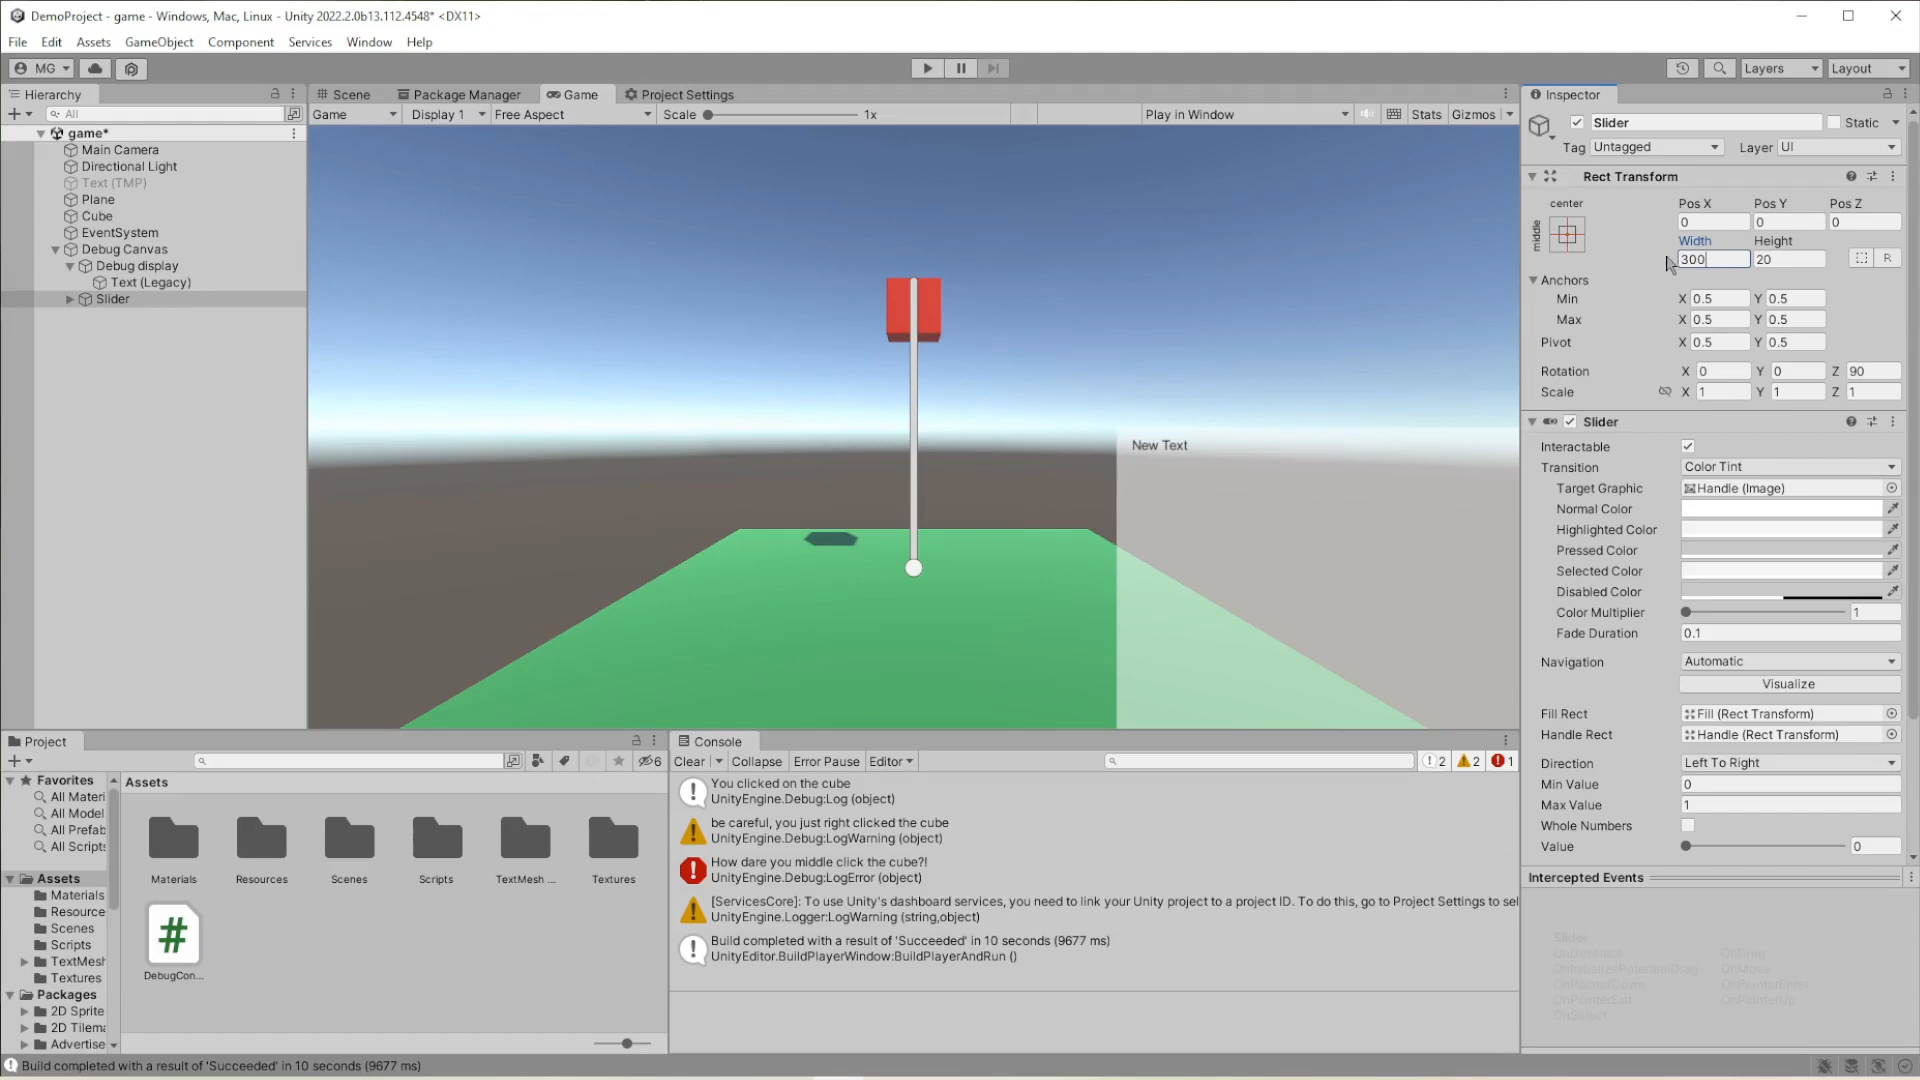 DemoProject - game - Windows, Mac, Linux - Unity 2022.2.0b13.112.4548* <DX11>
File Edit Assets GameObject Component Services Window Help
MG Layers Layout
Hierarchy
All
game*
Main Camera
Directional Light
Text (TMP)
Plane
Cube
EventSystem
Debug Canvas
Debug display
Text (Legacy)
Slider
Scene Package Manager Game Project Settings
Game Display 1 Free Aspect Scale 1x Play in Window Stats Gizmos
New Text
Inspector
Slider Static
Tag Untagged Layer UI
Rect Transform
center
middle
Pos X Pos Y Pos Z
0 0 0
Width Height
300 20 R
Anchors
Min X 0.5 Y 0.5
Max X 0.5 Y 0.5
Pivot X 0.5 Y 0.5
Rotation X 0 Y 0 Z 90
Scale X 1 Y 1 Z 1
Slider
Interactable
Transition Color Tint
Target Graphic Handle (Image)
Normal Color
Highlighted Color
Pressed Color
Selected Color
Disabled Color
Color Multiplier 1
Fade Duration 0.1
Navigation Automatic
Visualize
Fill Rect Fill (Rect Transform)
Handle Rect Handle (Rect Transform)
Direction Left To Right
Min Value 0
Max Value 1
Whole Numbers
Value 0
Intercepted Events
Slider
OnInitializePotentialDrag OnMove
OnPointerDown OnPointerEnter
OnPointerExit OnPointerUp
OnSelect
Project
6
Favorites
All Materi
All Model
All Prefab
All Scripts
Assets
Materials
Resource
Scenes
Scripts
TextMesh
Textures
Packages
2D Sprite
2D Tilema
Advertise
Assets
Materials Resources Scenes Scripts TextMesh ... Textures
#
DebugCon...
Console
Clear Collapse Error Pause Editor 2 2 1
You clicked on the cube
UnityEngine.Debug:Log (object)
be careful, you just right clicked the cube
UnityEngine.Debug:LogWarning (object)
How dare you middle click the cube?!
UnityEngine.Debug:LogError (object)
[ServicesCore]: To use Unity's dashboard services, you need to link your Unity project to a project ID. To do this, go to Project Settings to sel
UnityEngine.Logger:LogWarning (string,object)
Build completed with a result of 'Succeeded' in 10 seconds (9677 ms)
UnityEditor.BuildPlayerWindow:BuildPlayerAndRun ()
Build completed with a result of 'Succeeded' in 10 seconds (9677 ms)